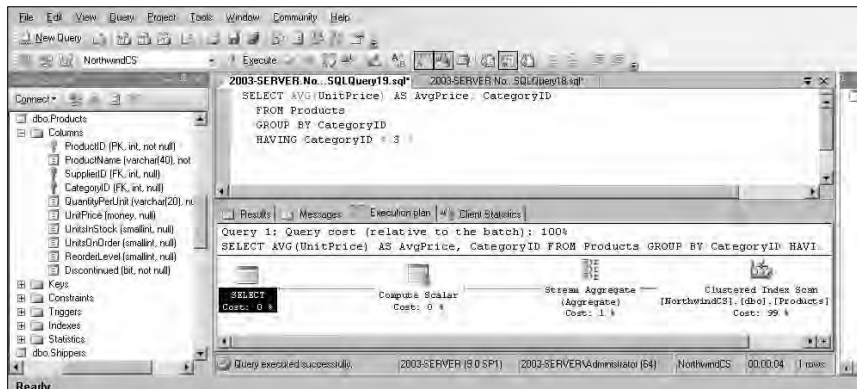 File Edit View Query Project Tools Window Community Help
New Query
NorthwindCS Execute
2003-SERVER.No...SQLQuery19.sql* 2003-SERVER.No...SQLQuery18.sql*
Connect
SELECT AVG(UnitPrice) AS AvgPrice, CategoryID
FROM Products
GROUP BY CategoryID
HAVING CategoryID = 3
dbo.Products
Columns
ProductID (PK, int, not null)
ProductName (varchar(40), not
SupplierID (FK, int, null)
CategoryID (FK, int, null)
QuantityPerUnit (varchar(20), nu
UnitPrice (money, null)
UnitsInStock (smallint, null)
UnitsOnOrder (smallint, null)
ReorderLevel (smallint, null)
Discontinued (bit, not null)
Keys
Constraints
Triggers
Indexes
Statistics
dbo.Shippers
Results Messages Execution plan Client Statistics
Query 1: Query cost (relative to the batch): 100%
SELECT AVG(UnitPrice) AS AvgPrice, CategoryID FROM Products GROUP BY CategoryID HAVI...
SELECT
Cost: 0 %
Compute Scalar
Cost: 0 %
Stream Aggregate
(Aggregate)
Cost: 1 %
Clustered Index Scan
[NorthwindCS].[dbo].[Products]
Cost: 99 %
Query executed successfully. 2003-SERVER (9.0 SP1) 2003-SERVER\Administrator (64) NorthwindCS 00:00:04 1 rows
Ready